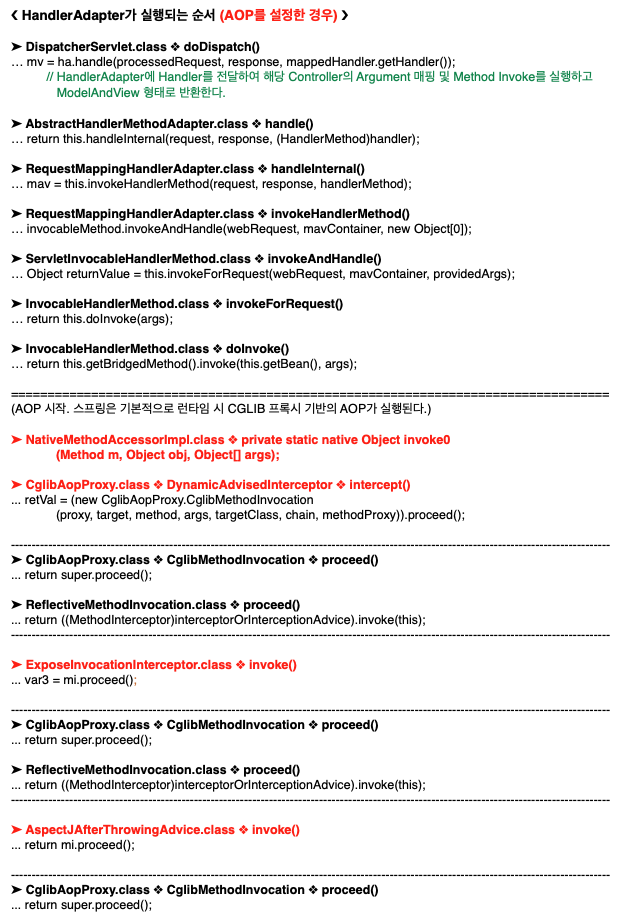 ❮ HandlerAdapter가 실행되는 순서 (AOP를 설정한 경우) ❯
➤ DispatcherServlet.class ❖ doDispatch()
… mv = ha.handle(processedRequest, response, mappedHandler.getHandler());
// HandlerAdapter에 Handler를 전달하여 해당 Controller의 Argument 매핑 및 Method Invoke를 실행하고
ModelAndView 형태로 반환한다.
➤ AbstractHandlerMethodAdapter.class ❖ handle()
… return this.handleInternal(request, response, (HandlerMethod)handler);
➤ RequestMappingHandlerAdapter.class ❖ handleInternal()
… mav = this.invokeHandlerMethod(request, response, handlerMethod);
➤ RequestMappingHandlerAdapter.class ❖ invokeHandlerMethod()
… invocableMethod.invokeAndHandle(webRequest, mavContainer, new Object[0]);
➤ ServletInvocableHandlerMethod.class ❖ invokeAndHandle()
… Object returnValue = this.invokeForRequest(webRequest, mavContainer, providedArgs);
➤ InvocableHandlerMethod.class ❖ invokeForRequest()
… return this.doInvoke(args);
➤ InvocableHandlerMethod.class ❖ doInvoke()
… return this.getBridgedMethod().invoke(this.getBean(), args);
=====================================================================================
(AOP 시작. 스프링은 기본적으로 런타임 시 CGLIB 프록시 기반의 AOP가 실행된다.)
➤ NativeMethodAccessorImpl.class ❖ private static native Object invoke0
(Method m, Object obj, Object[] args);
➤ CglibAopProxy.class ❖ DynamicAdvisedInterceptor ❖ intercept()
... retVal = (new CglibAopProxy.CglibMethodInvocation
(proxy, target, method, args, targetClass, chain, methodProxy)).proceed();
-----------------------------------------------------------------------------------------------------
➤ CglibAopProxy.class ❖ CglibMethodInvocation ❖ proceed()
... return super.proceed();
➤ ReflectiveMethodInvocation.class ❖ proceed()
... return ((MethodInterceptor)interceptorOrInterceptionAdvice).invoke(this);
-----------------------------------------------------------------------------------------------------
➤ ExposeInvocationInterceptor.class ❖ invoke()
... var3 = mi.proceed();
-----------------------------------------------------------------------------------------------------
➤ CglibAopProxy.class ❖ CglibMethodInvocation ❖ proceed()
... return super.proceed();
➤ ReflectiveMethodInvocation.class ❖ proceed()
... return ((MethodInterceptor)interceptorOrInterceptionAdvice).invoke(this);
-----------------------------------------------------------------------------------------------------
➤ AspectJAfterThrowingAdvice.class ❖ invoke()
... return mi.proceed();
-----------------------------------------------------------------------------------------------------
➤ CglibAopProxy.class ❖ CglibMethodInvocation ❖ proceed()
... return super.proceed();